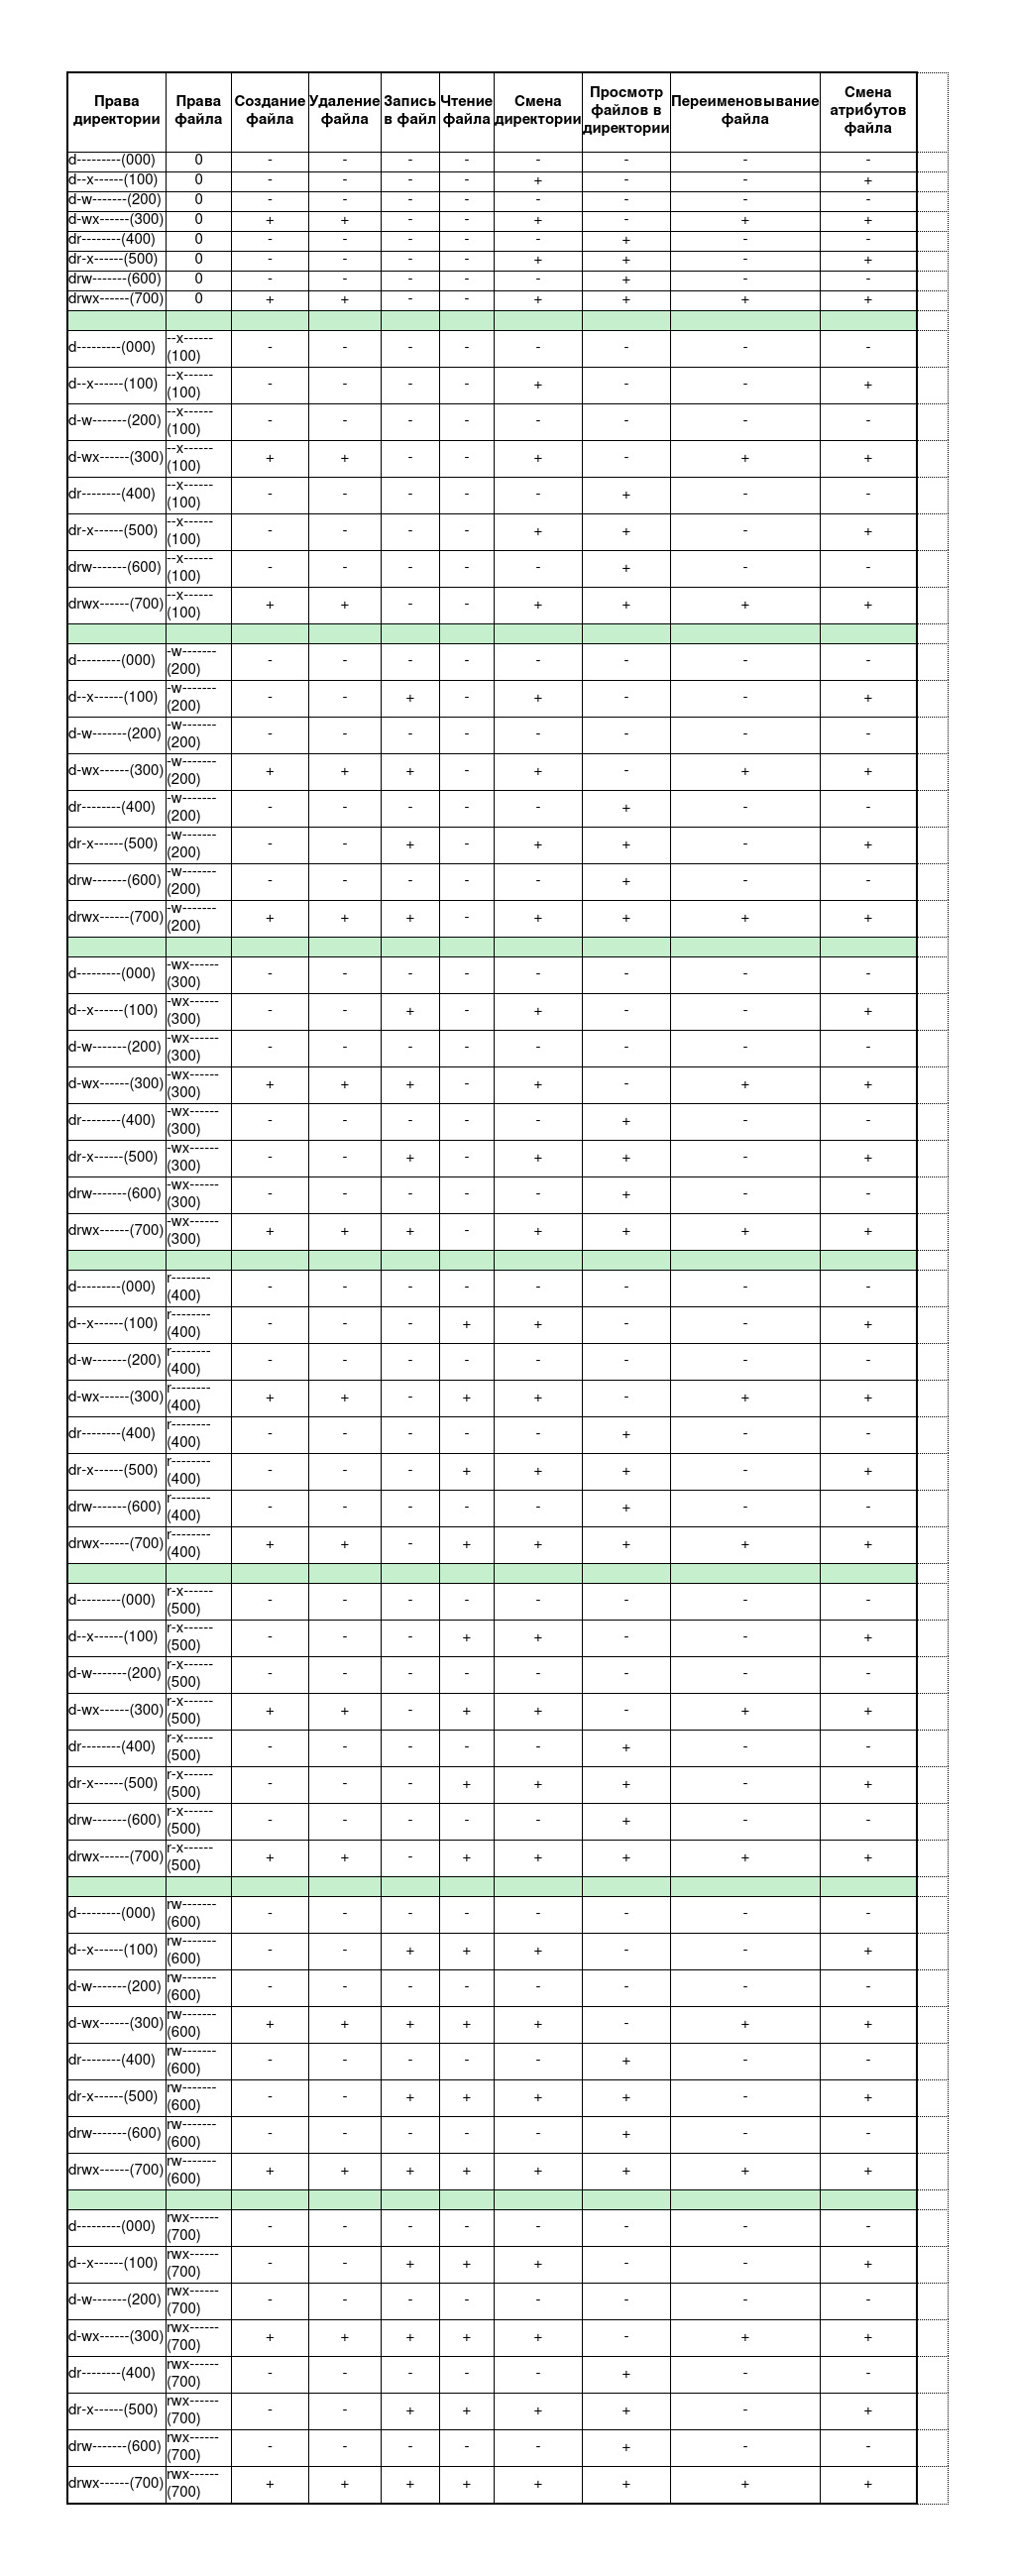 Права директории Права файла Создание файла Удаление файла Запись в файл Чтение файла Смена директории Просмотр файлов в директории Переименовывание файла Смена атрибутов файла
d---------(000) 0 - - - - - - - -
d--x------(100) 0 - - - - + - - +
d-w-------(200) 0 - - - - - - - -
d-wx------(300) 0 + + - - + - + +
dr--------(400) 0 - - - - - + - -
dr-x------(500) 0 - - - - + + - +
drw-------(600) 0 - - - - - + - -
drwx------(700) 0 + + - - + + + +
d---------(000) --x------ (100) - - - - - - - -
d--x------(100) --x------ (100) - - - - + - - +
d-w-------(200) --x------ (100) - - - - - - - -
d-wx------(300) --x------ (100) + + - - + - + +
dr--------(400) --x------ (100) - - - - - + - -
dr-x------(500) --x------ (100) - - - - + + - +
drw-------(600) --x------ (100) - - - - - + - -
drwx------(700) --x------ (100) + + - - + + + +
d---------(000) -w------- (200) - - - - - - - -
d--x------(100) -w------- (200) - - + - + - - +
d-w-------(200) -w------- (200) - - - - - - - -
d-wx------(300) -w------- (200) + + + - + - + +
dr--------(400) -w------- (200) - - - - - + - -
dr-x------(500) -w------- (200) - - + - + + - +
drw-------(600) -w------- (200) - - - - - + - -
drwx------(700) -w------- (200) + + + - + + + +
d---------(000) -wx------ (300) - - - - - - - -
d--x------(100) -wx------ (300) - - + - + - - +
d-w-------(200) -wx------ (300) - - - - - - - -
d-wx------(300) -wx------ (300) + + + - + - + +
dr--------(400) -wx------ (300) - - - - - + - -
dr-x------(500) -wx------ (300) - - + - + + - +
drw-------(600) -wx------ (300) - - - - - + - -
drwx------(700) -wx------ (300) + + + - + + + +
d---------(000) r-------- (400) - - - - - - - -
d--x------(100) r-------- (400) - - - + + - - +
d-w-------(200) r-------- (400) - - - - - - - -
d-wx------(300) r-------- (400) + + - + + - + +
dr--------(400) r-------- (400) - - - - - + - -
dr-x------(500) r-------- (400) - - - + + + - +
drw-------(600) r-------- (400) - - - - - + - -
drwx------(700) r-------- (400) + + - + + + + +
d---------(000) r-x------ (500) - - - - - - - -
d--x------(100) r-x------ (500) - - - + + - - +
d-w-------(200) r-x------ (500) - - - - - - - -
d-wx------(300) r-x------ (500) + + - + + - + +
dr--------(400) r-x------ (500) - - - - - + - -
dr-x------(500) r-x------ (500) - - - + + + - +
drw-------(600) r-x------ (500) - - - - - + - -
drwx------(700) r-x------ (500) + + - + + + + +
d---------(000) rw------- (600) - - - - - - - -
d--x------(100) rw------- (600) - - + + + - - +
d-w-------(200) rw------- (600) - - - - - - - -
d-wx------(300) rw------- (600) + + + + + - + +
dr--------(400) rw------- (600) - - - - - + - -
dr-x------(500) rw------- (600) - - + + + + - +
drw-------(600) rw------- (600) - - - - - + - -
drwx------(700) rw------- (600) + + + + + + + +
d---------(000) rwx------ (700) - - - - - - - -
d--x------(100) rwx------ (700) - - + + + - - +
d-w-------(200) rwx------ (700) - - - - - - - -
d-wx------(300) rwx------ (700) + + + + + - + +
dr--------(400) rwx------ (700) - - - - - + - -
dr-x------(500) rwx------ (700) - - + + + + - +
drw-------(600) rwx------ (700) - - - - - + - -
drwx------(700) rwx------ (700) + + + + + + + +